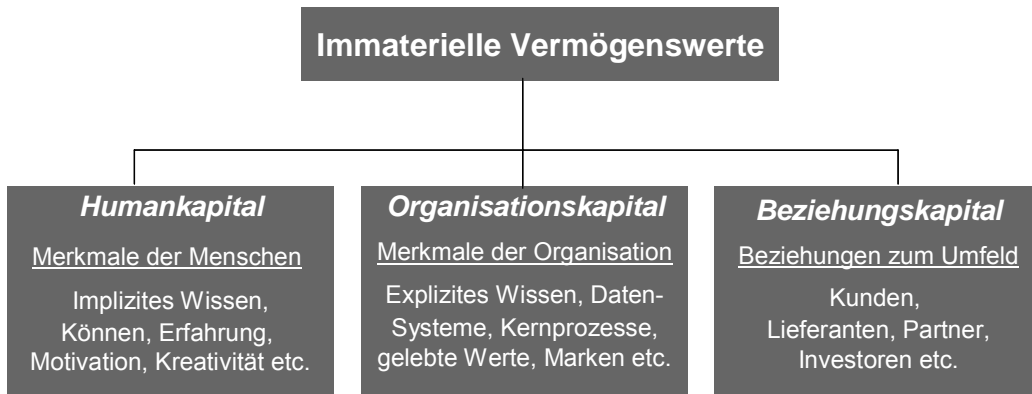 Immaterielle Vermögenswerte
Humankapital
Merkmale der Menschen
Implizites Wissen,
Können, Erfahrung,
Motivation, Kreativität etc.
Organisationskapital
Merkmale der Organisation
Explizites Wissen, Daten-
Systeme, Kernprozesse,
gelebte Werte, Marken etc.
Beziehungskapital
Beziehungen zum Umfeld
Kunden,
Lieferanten, Partner,
Investoren etc.